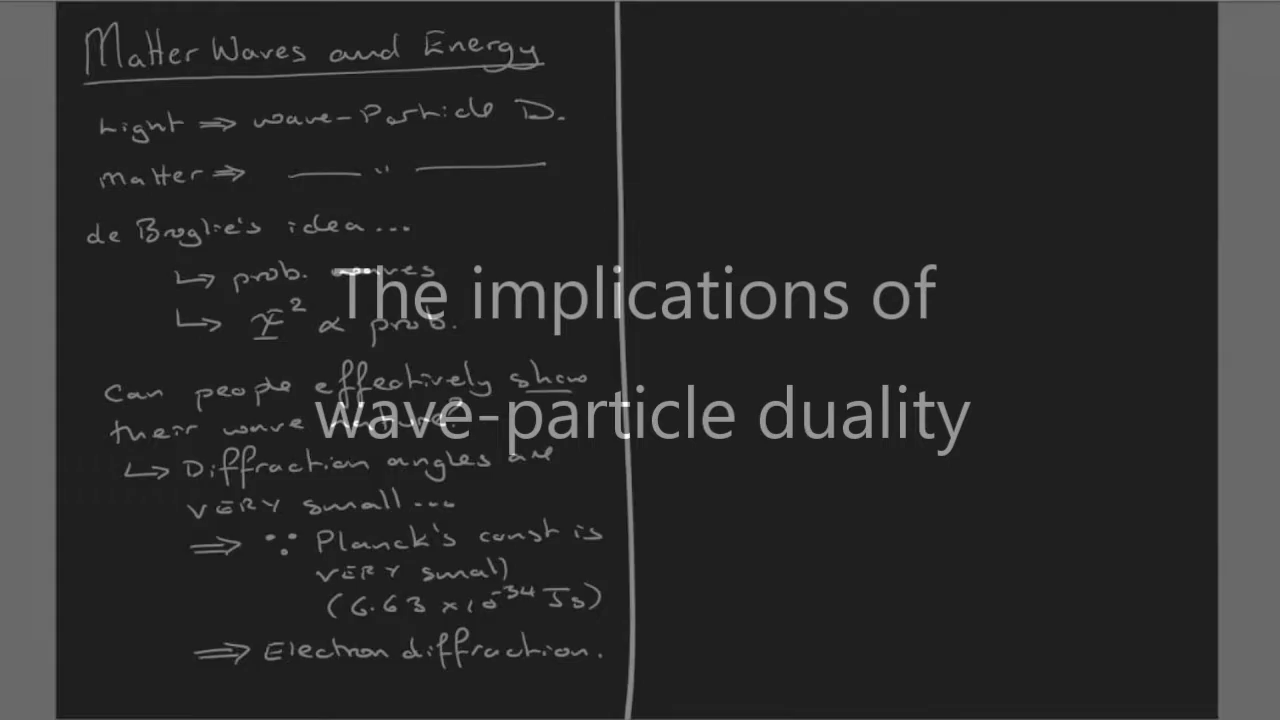 Matter Waves and Energy
Light ⇒ wave-Particle D.
Matter ⇒ —— " ——
de Broglie's idea...
↳ prob. waves
↳ Ψ² ∝ prob.
Can people effectively show
their wave nature?
↳ Diffraction angles are
VERY small...
⇒ ∵ Planck's const is
VERY small
(6.63 ×10⁻³⁴ Js)
⇒ Electron diffraction.
The implications of
wave-particle duality